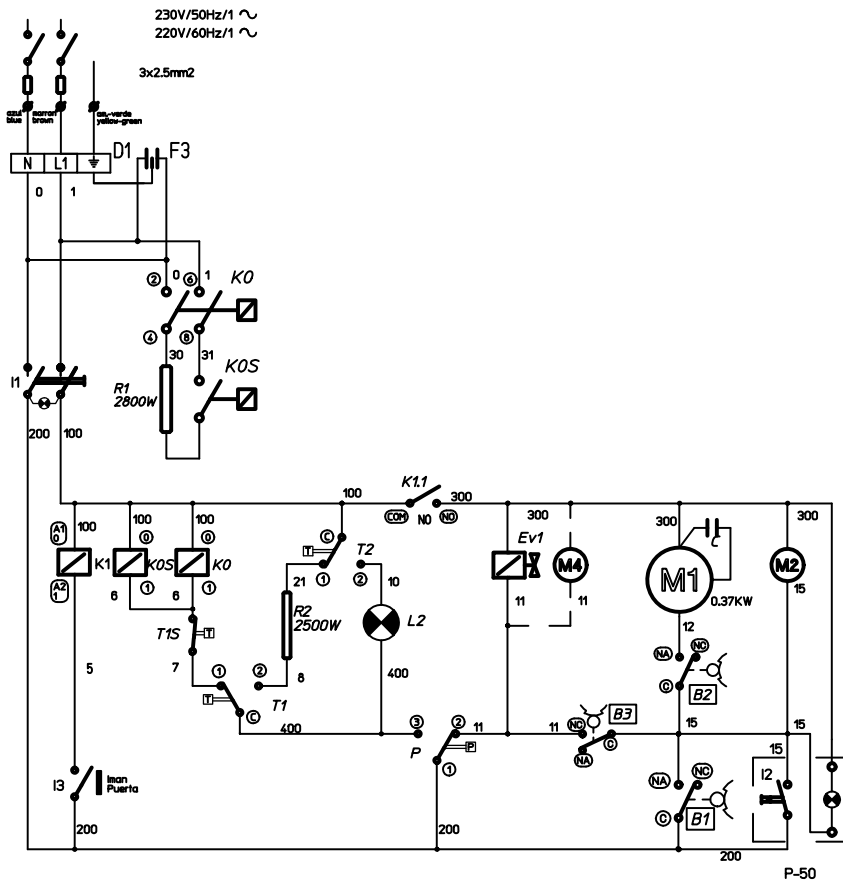 230V/50Hz/1
220V/60Hz/1
3x2.5mm2
azul
blue
marron
brown
am.-verde
yellow-green
N L1 D1 F3
0 1
2 0 6 1 K0
4 8
30 31
K0S
R1
2800W
I1
200 100
100 K1.1 300
COM NO NO
A1
0
100 100 0 100 0
K1 K0S K0
A2
1
6 1 6 1
C T T2
1 2
21 10
R2
2500W
L2
T1S T
7
5
1 2 8 400
T T1
C
400
300 300 300
Ev1
M4 M1 C M2
11 11 0.37KW 15
12
NA NC
C B2
3 2 11 11 NC B3 15 15
P P C
1 NA
15
NA NC I2
C B1
I3 Iman
Puerta
200 200 200
P-50